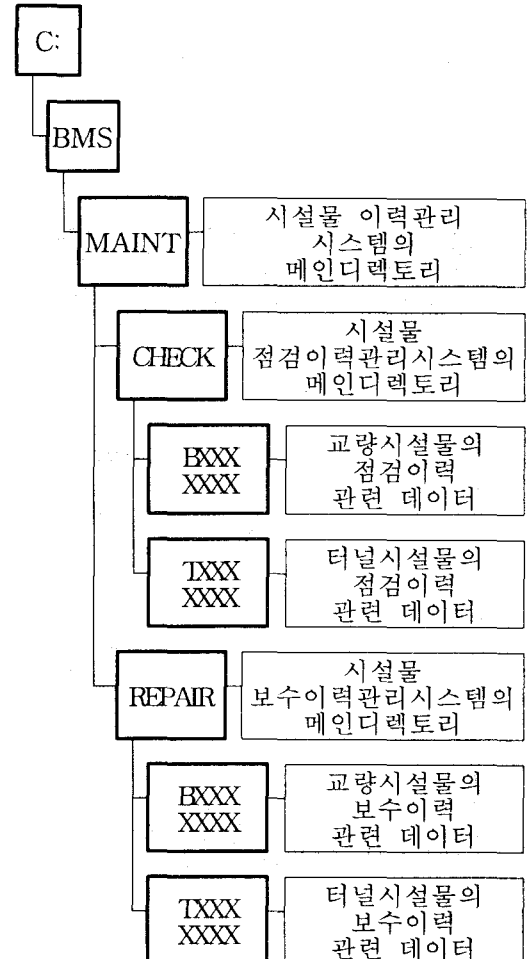 C:
BMS
MAINT
시설물 이력관리
시스템의
메인디렉토리
CHECK
시설물
점검이력관리시스템의
메인디렉토리
BXXX
XXXX
교량시설물의
점검이력
관련 데이터
TXXX
XXXX
터널시설물의
점검이력
관련 데이터
REPAIR
시설물
보수이력관리시스템의
메인디렉토리
BXXX
XXXX
교량시설물의
보수이력
관련 데이터
TXXX
XXXX
터널시설물의
보수이력
관련 데이터